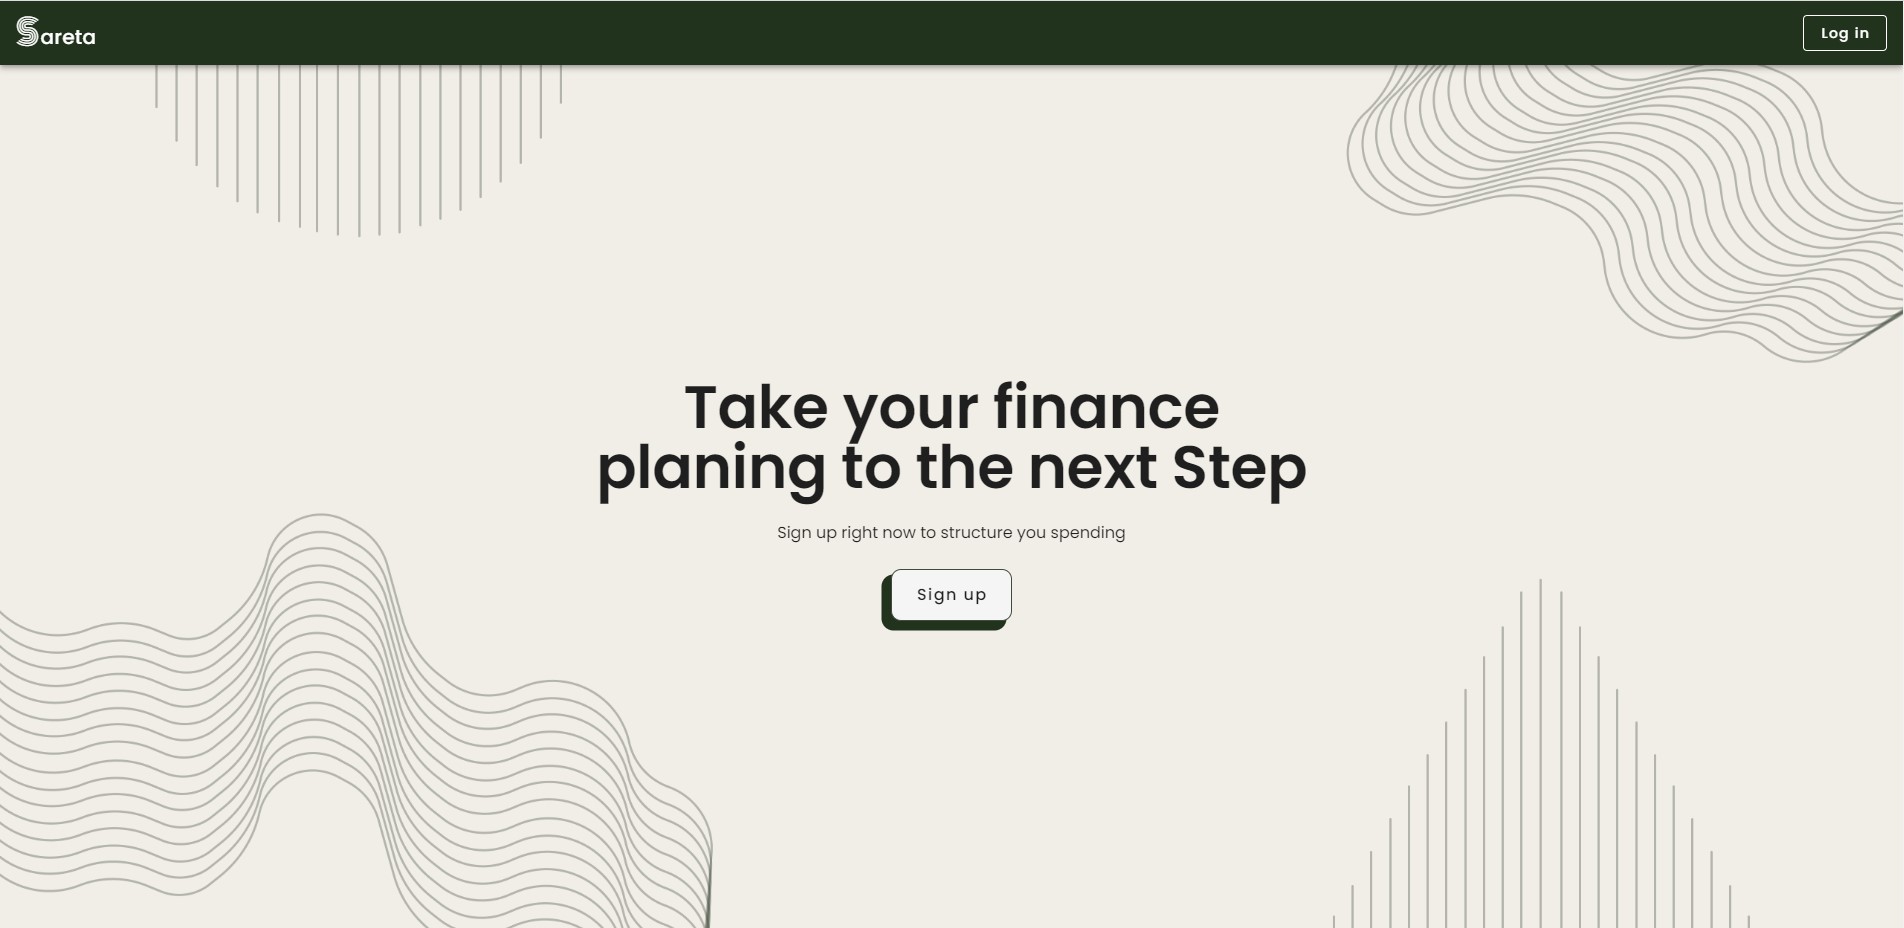 Sareta
Log in
Take your finance
planing to the next Step
Sign up right now to structure you spending
Sign up